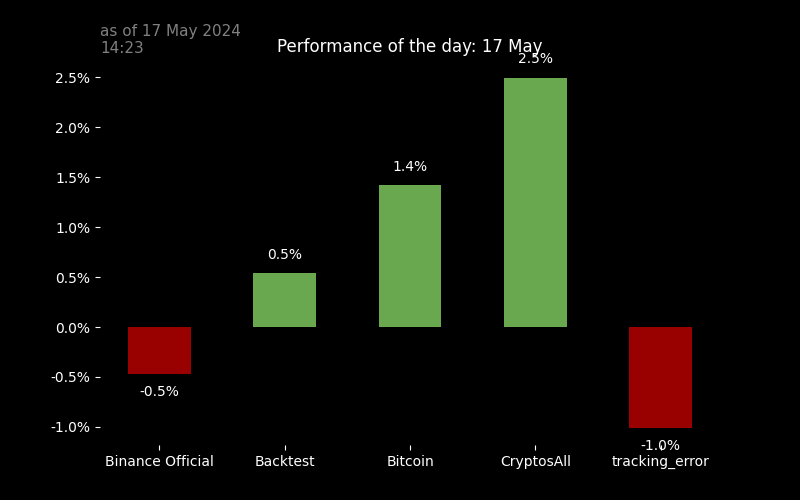 as of 17 May 2024
14:23
Performance of the day: 17 May
2.5%
2.5%
2.0%
1.5%
1.4%
1.0%
0.5%
0.5%
0.0%
-0.5%
-0.5%
-1.0%
-1.0%
Binance Official
Backtest
Bitcoin
CryptosAll
tracking_error